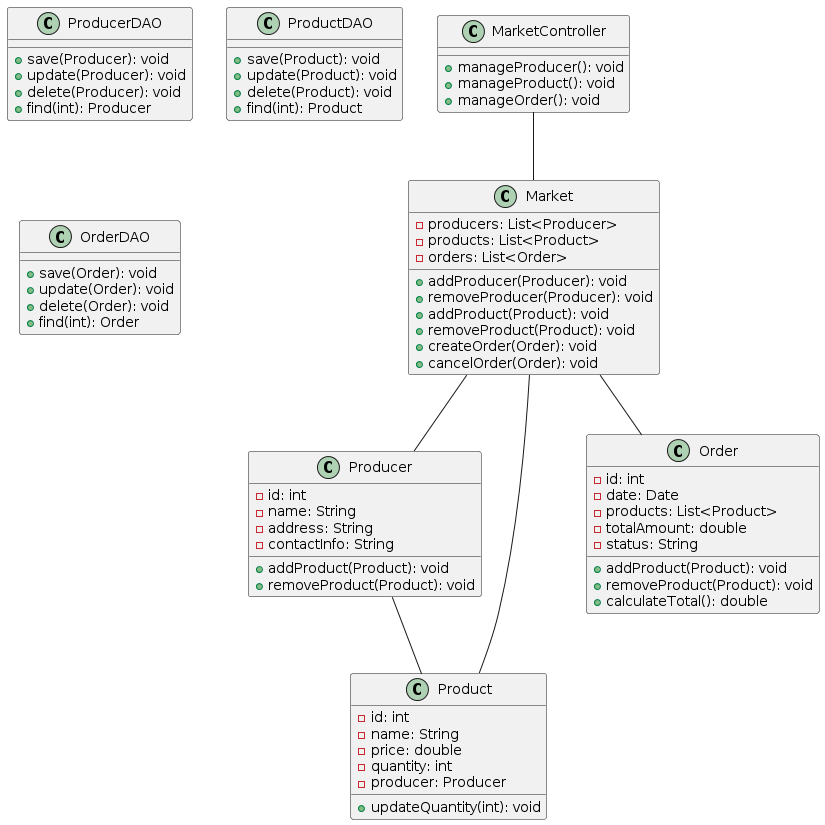 C ProducerDAO
save(Producer): void
update(Producer): void
delete(Producer): void
find(int): Producer
C ProductDAO
save(Product): void
update(Product): void
delete(Product): void
find(int): Product
C MarketController
manageProducer(): void
manageProduct(): void
manageOrder(): void
C OrderDAO
save(Order): void
update(Order): void
delete(Order): void
find(int): Order
C Market
producers: List<Producer>
products: List<Product>
orders: List<Order>
addProducer(Producer): void
removeProducer(Producer): void
addProduct(Product): void
removeProduct(Product): void
createOrder(Order): void
cancelOrder(Order): void
C Producer
id: int
name: String
address: String
contactInfo: String
addProduct(Product): void
removeProduct(Product): void
C Order
id: int
date: Date
products: List<Product>
totalAmount: double
status: String
addProduct(Product): void
removeProduct(Product): void
calculateTotal(): double
C Product
id: int
name: String
price: double
quantity: int
producer: Producer
updateQuantity(int): void